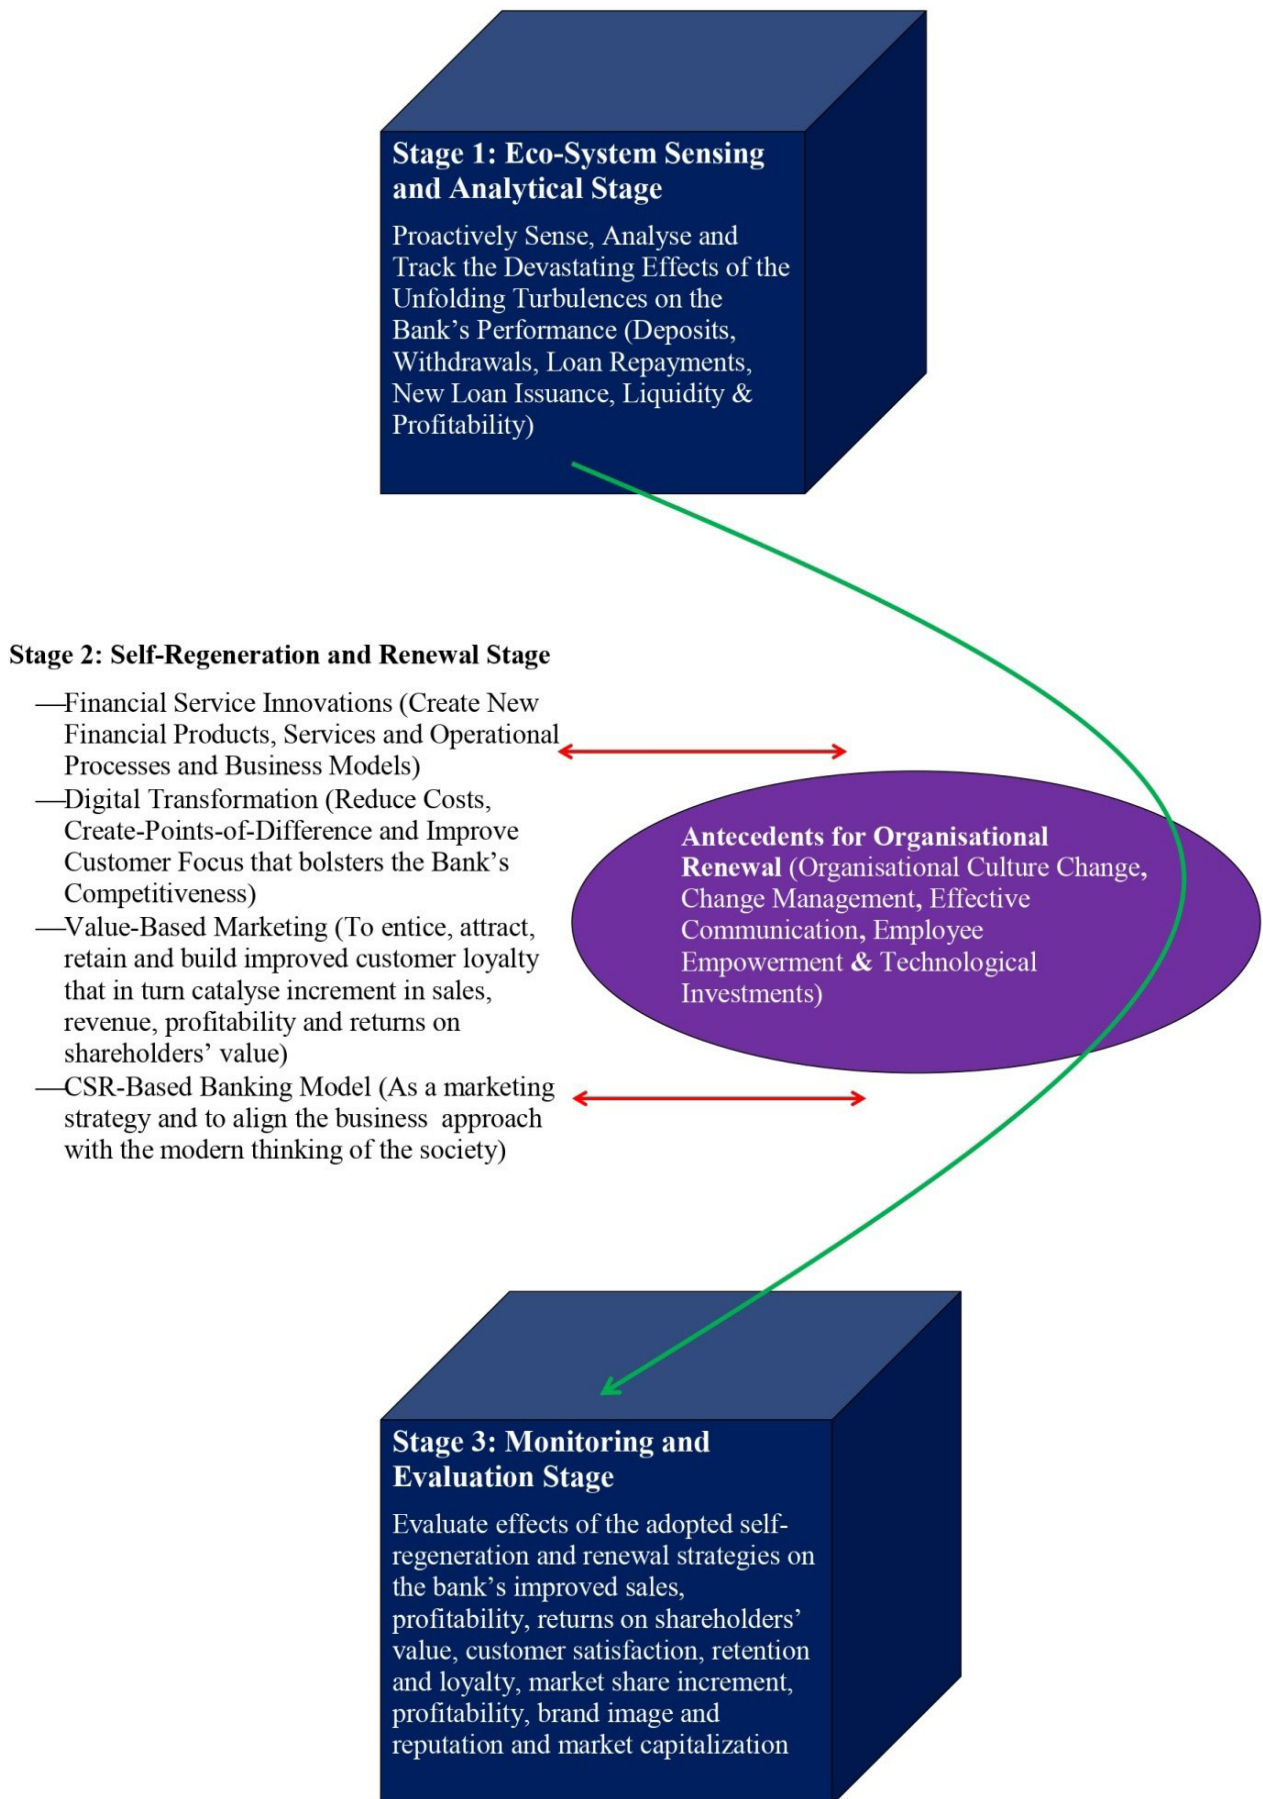 Stage 1: Eco-System Sensing
and Analytical Stage
Proactively Sense, Analyse and
Track the Devastating Effects of the
Unfolding Turbulences on the
Bank’s Performance (Deposits,
Withdrawals, Loan Repayments,
New Loan Issuance, Liquidity &
Profitability)
Stage 2: Self-Regeneration and Renewal Stage
—Financial Service Innovations (Create New
Financial Products, Services and Operational
Processes and Business Models)
—Digital Transformation (Reduce Costs,
Create-Points-of-Difference and Improve
Customer Focus that bolsters the Bank’s
Competitiveness)
—Value-Based Marketing (To entice, attract,
retain and build improved customer loyalty
that in turn catalyse increment in sales,
revenue, profitability and returns on
shareholders’ value)
—CSR-Based Banking Model (As a marketing
strategy and to align the business approach
with the modern thinking of the society)
Antecedents for Organisational
Renewal (Organisational Culture Change,
Change Management, Effective
Communication, Employee
Empowerment & Technological
Investments)
Stage 3: Monitoring and
Evaluation Stage
Evaluate effects of the adopted self-
regeneration and renewal strategies on
the bank’s improved sales,
profitability, returns on shareholders’
value, customer satisfaction, retention
and loyalty, market share increment,
profitability, brand image and
reputation and market capitalization